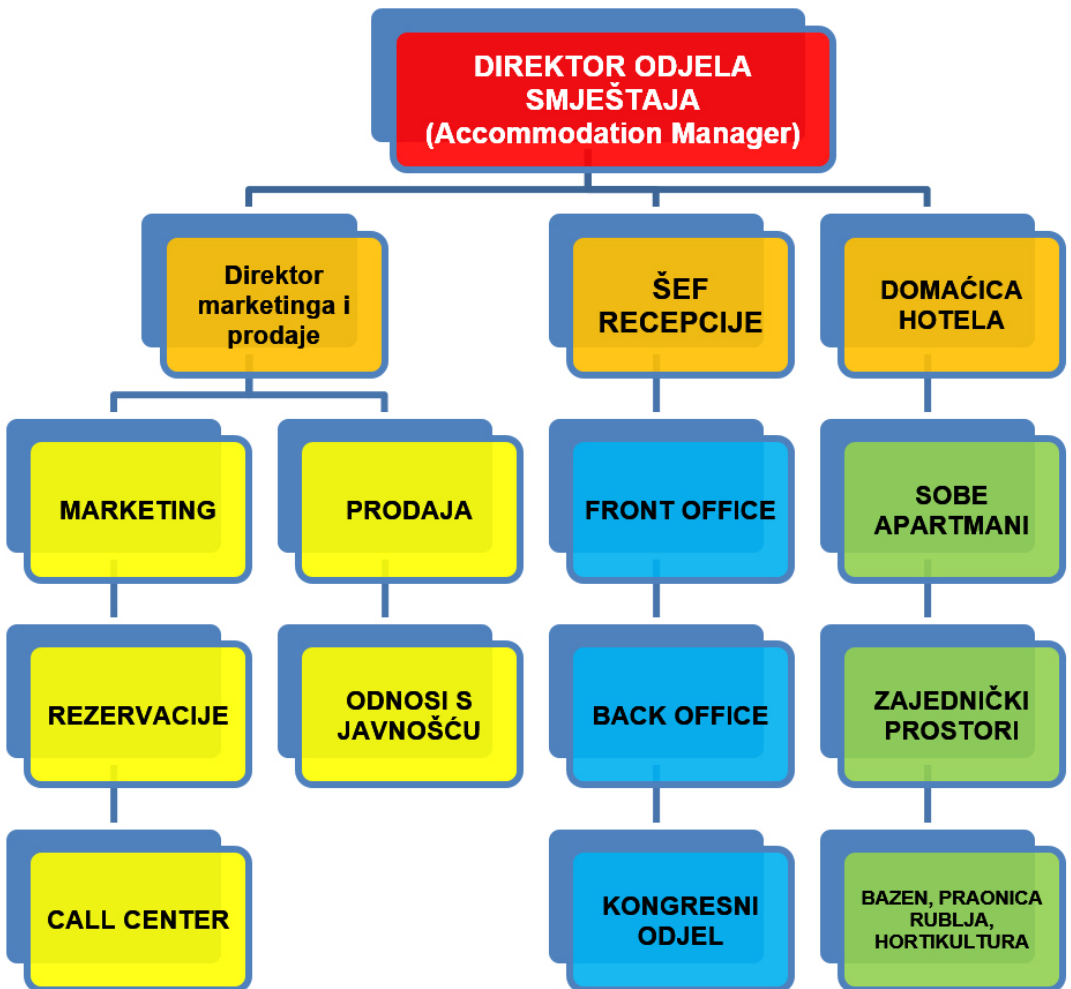 DIREKTOR ODJELA
SMJEŠTAJA
(Accommodation Manager)
Direktor
marketinga i
prodaje
ŠEF
RECEPCIJE
DOMAĆICA
HOTELA
MARKETING
PRODAJA
FRONT OFFICE
SOBE
APARTMANI
REZERVACIJE
ODNOSI S
JAVNOŠĆU
BACK OFFICE
ZAJEDNIČKI
PROSTORI
CALL CENTER
KONGRESNI
ODJEL
BAZEN, PRAONICA
RUBLJA,
HORTIKULTURA